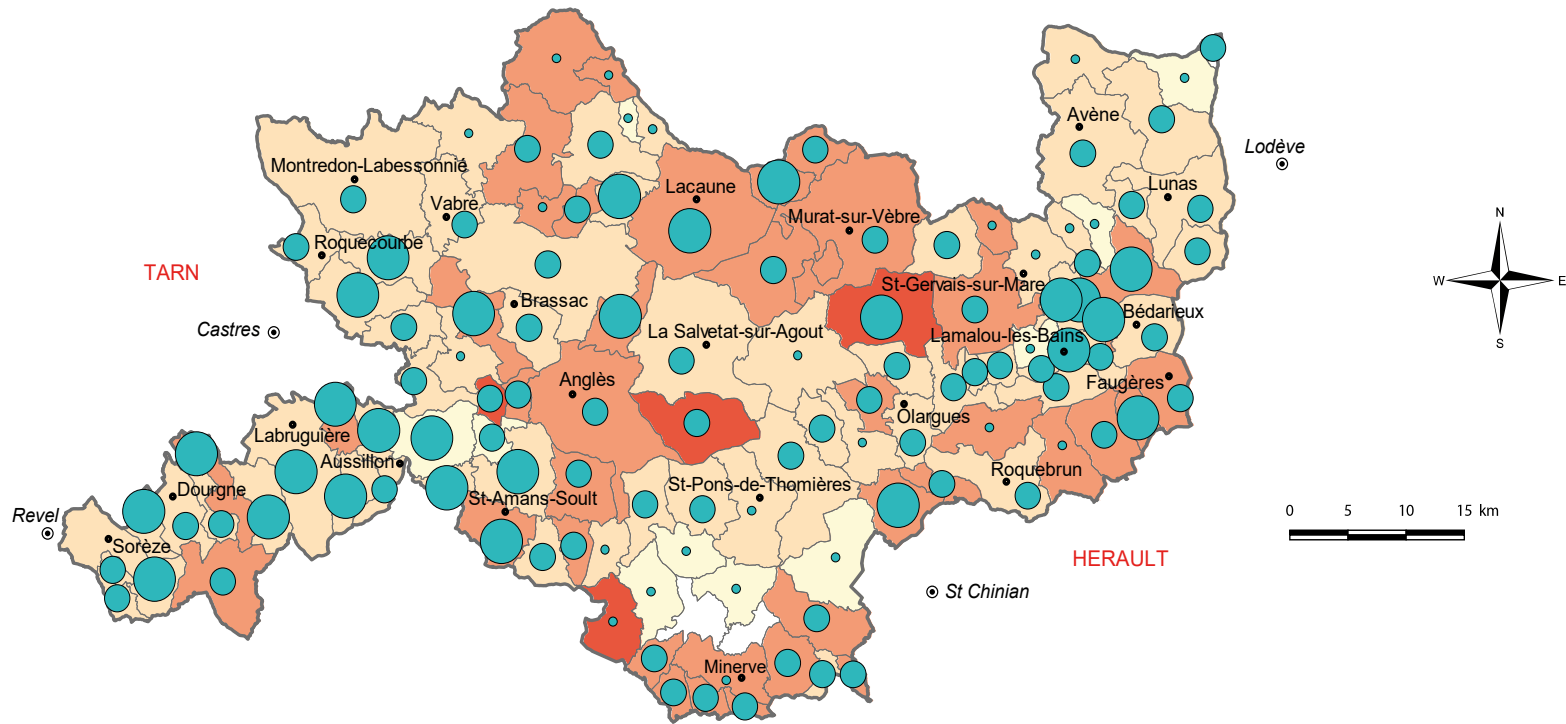 Avène
Lodève
Montredon-Labessonnié
Lacaune
Lunas
Vabre
Murat-sur-Vèbre
Roquecourbe
TARN
N
W
E
S
St-Gervais-sur-Mare
Brassac
Castres
La Salvetat-sur-Agout
Lamalou-les-Bains
Bédarieux
Anglès
Faugères
Olargues
Labruguière
Aussillon
Roquebrun
Dourgne
St-Amans-Soult
St-Pons-de-Thomières
Revel
0 5 10 15 km
Sorèze
HERAULT
St Chinian
Minerve